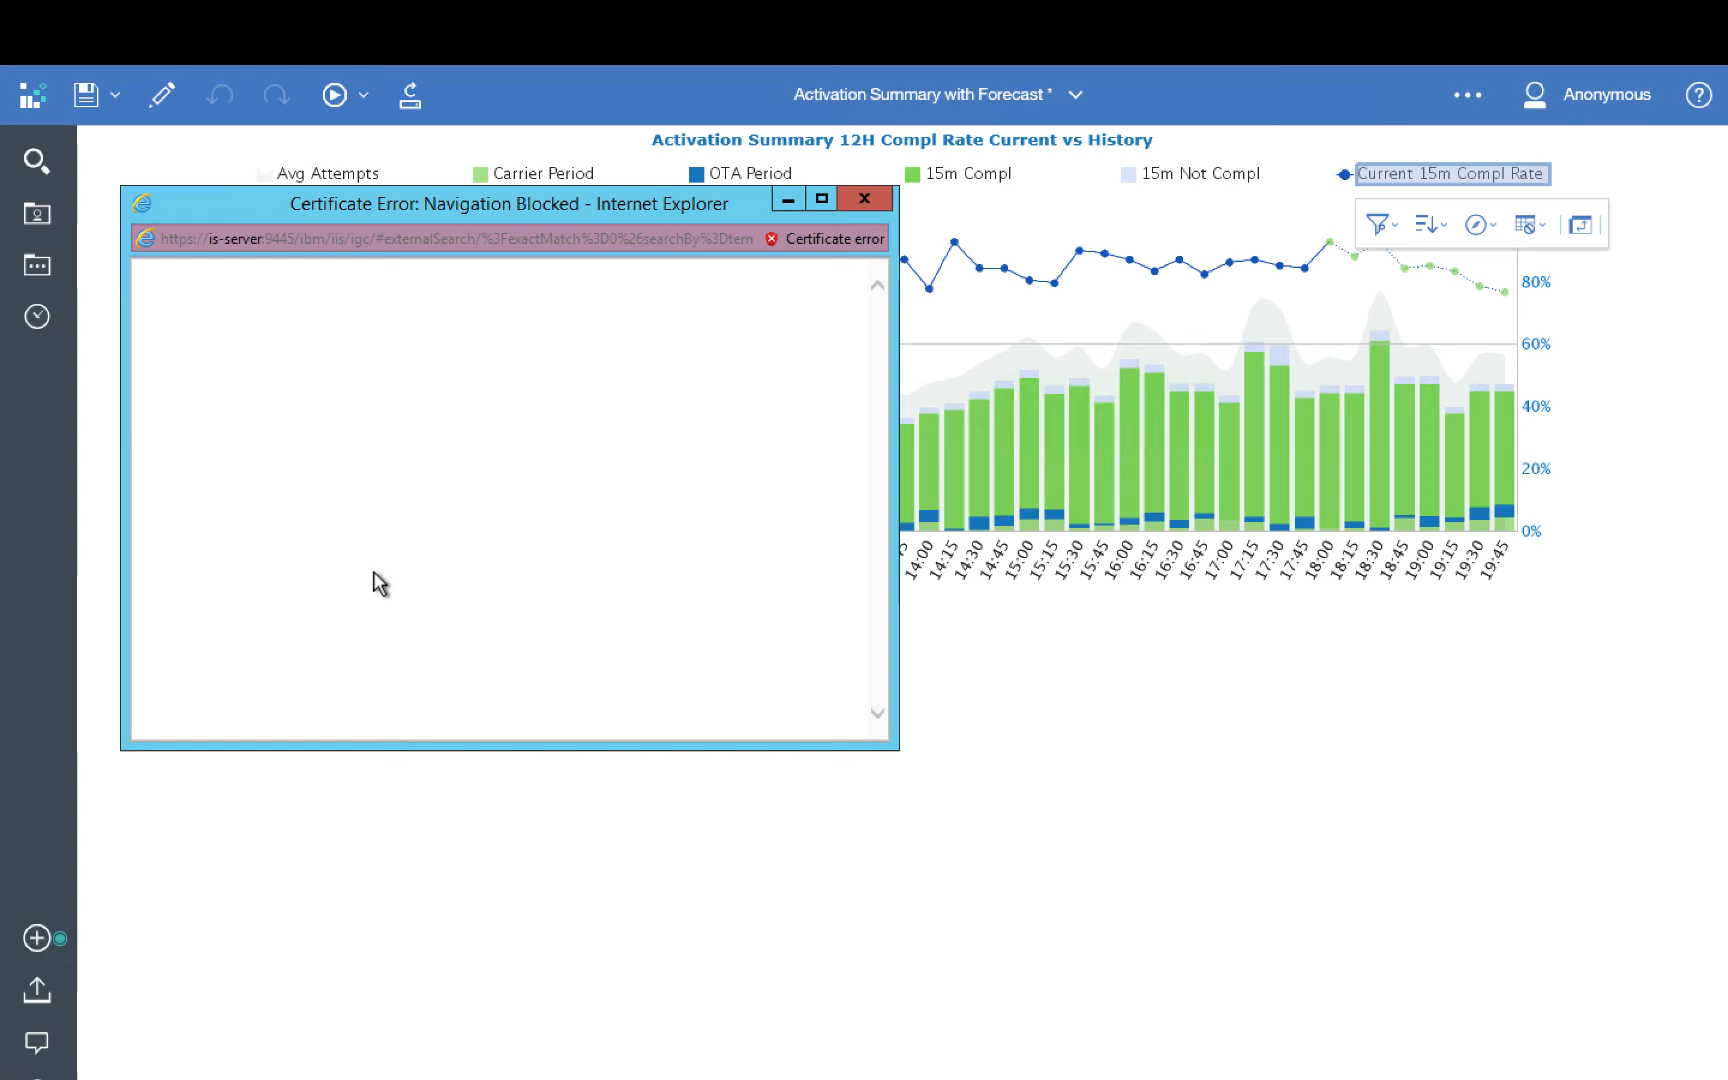 Activation Summary with Forecast *
Anonymous
Activation Summary 12H Compl Rate Current vs History
Avg Attempts
Carrier Period
OTA Period
15m Compl
15m Not Compl
Current 15m Compl Rate
Certificate Error: Navigation Blocked - Internet Explorer
https://is-server:9445/ibm/iis/igc/#externalSearch/%3FexactMatch%3D0%26searchBy%3Dterm
Certificate error
80%
60%
40%
20%
0%
14:00
14:15
14:30
14:45
15:00
15:15
15:30
15:45
16:00
16:15
16:30
16:45
17:00
17:15
17:30
17:45
18:00
18:15
18:30
18:45
19:00
19:15
19:30
19:45